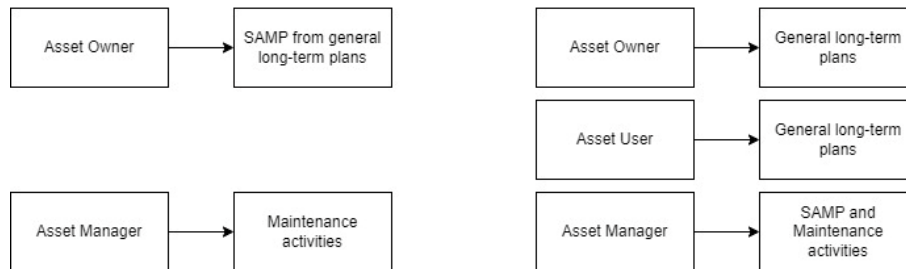 Asset Owner
SAMP from general
long-term plans
Asset Manager
Maintenance
activities
Asset Owner
General long-term
plans
Asset User
General long-term
plans
Asset Manager
SAMP and
Maintenance
activities